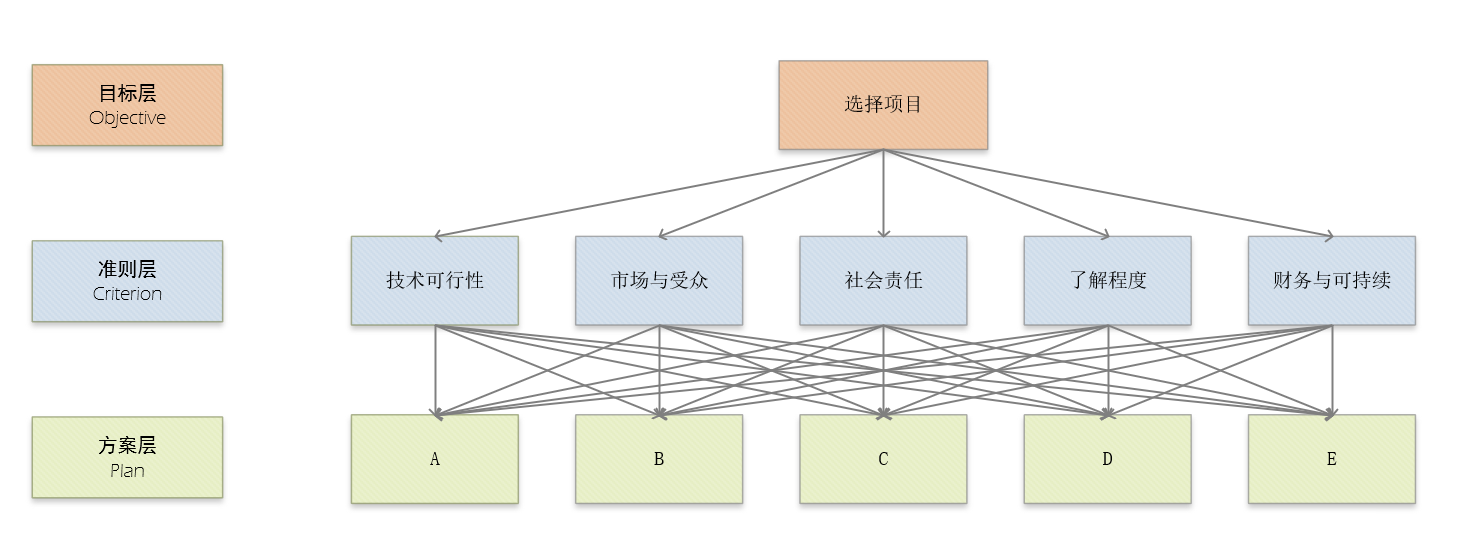 目标层
Objective
选择项目
准则层
Criterion
技术可行性
市场与受众
社会责任
了解程度
财务与可持续
方案层
Plan
A
B
C
D
E